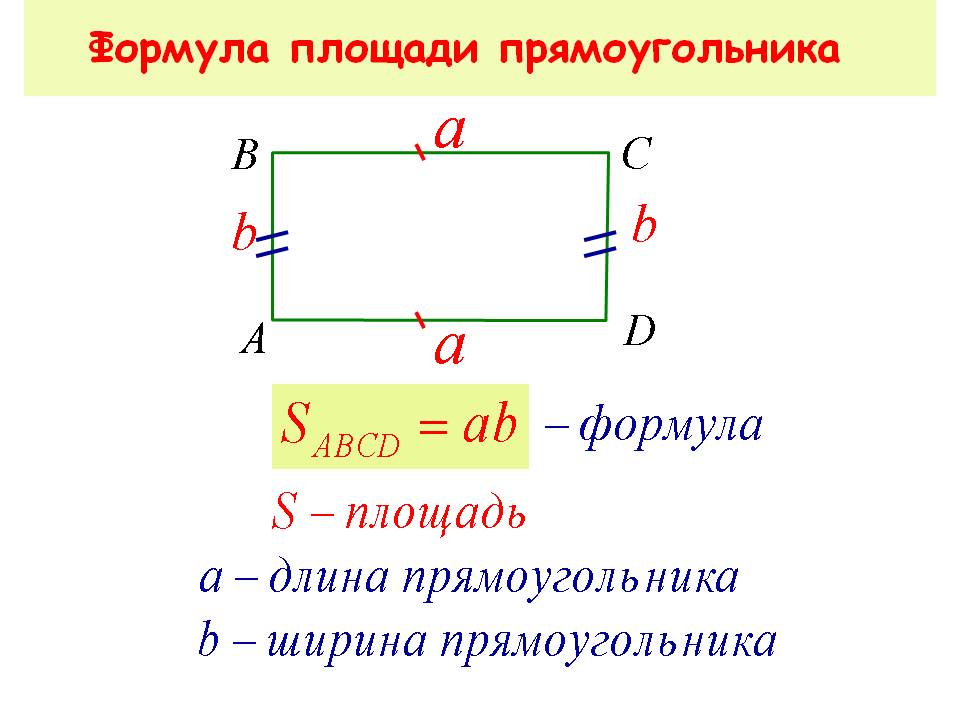 Формула площади прямоугольника
a
B C
b b
A D
a
S_ABCD = ab – формула
S – площадь
a – длина прямоугольника
b – ширина прямоугольника